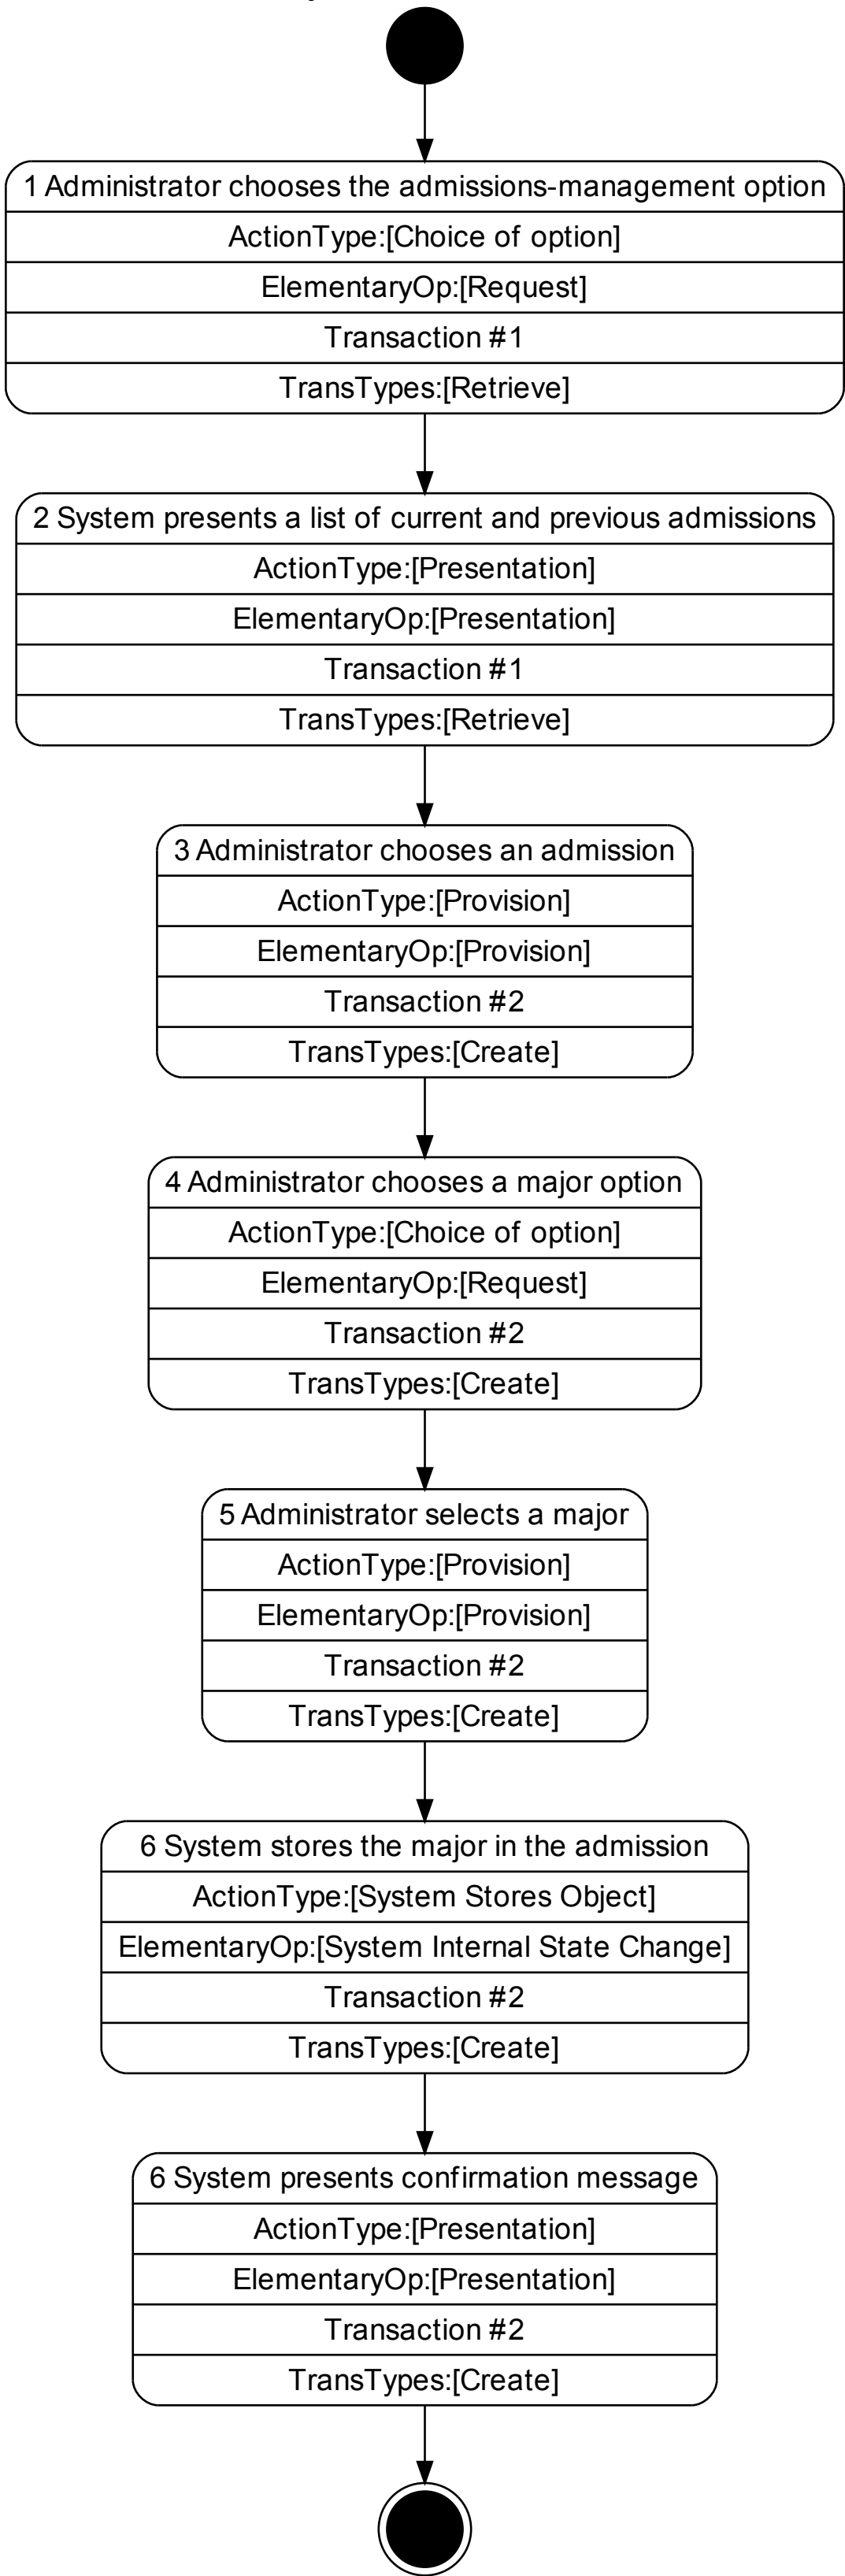 1 Administrator chooses the admissions-management option
ActionType:[Choice of option]
ElementaryOp:[Request]
Transaction #1
TransTypes:[Retrieve]
2 System presents a list of current and previous admissions
ActionType:[Presentation]
ElementaryOp:[Presentation]
Transaction #1
TransTypes:[Retrieve]
3 Administrator chooses an admission
ActionType:[Provision]
ElementaryOp:[Provision]
Transaction #2
TransTypes:[Create]
4 Administrator chooses a major option
ActionType:[Choice of option]
ElementaryOp:[Request]
Transaction #2
TransTypes:[Create]
5 Administrator selects a major
ActionType:[Provision]
ElementaryOp:[Provision]
Transaction #2
TransTypes:[Create]
6 System stores the major in the admission
ActionType:[System Stores Object]
ElementaryOp:[System Internal State Change]
Transaction #2
TransTypes:[Create]
6 System presents confirmation message
ActionType:[Presentation]
ElementaryOp:[Presentation]
Transaction #2
TransTypes:[Create]